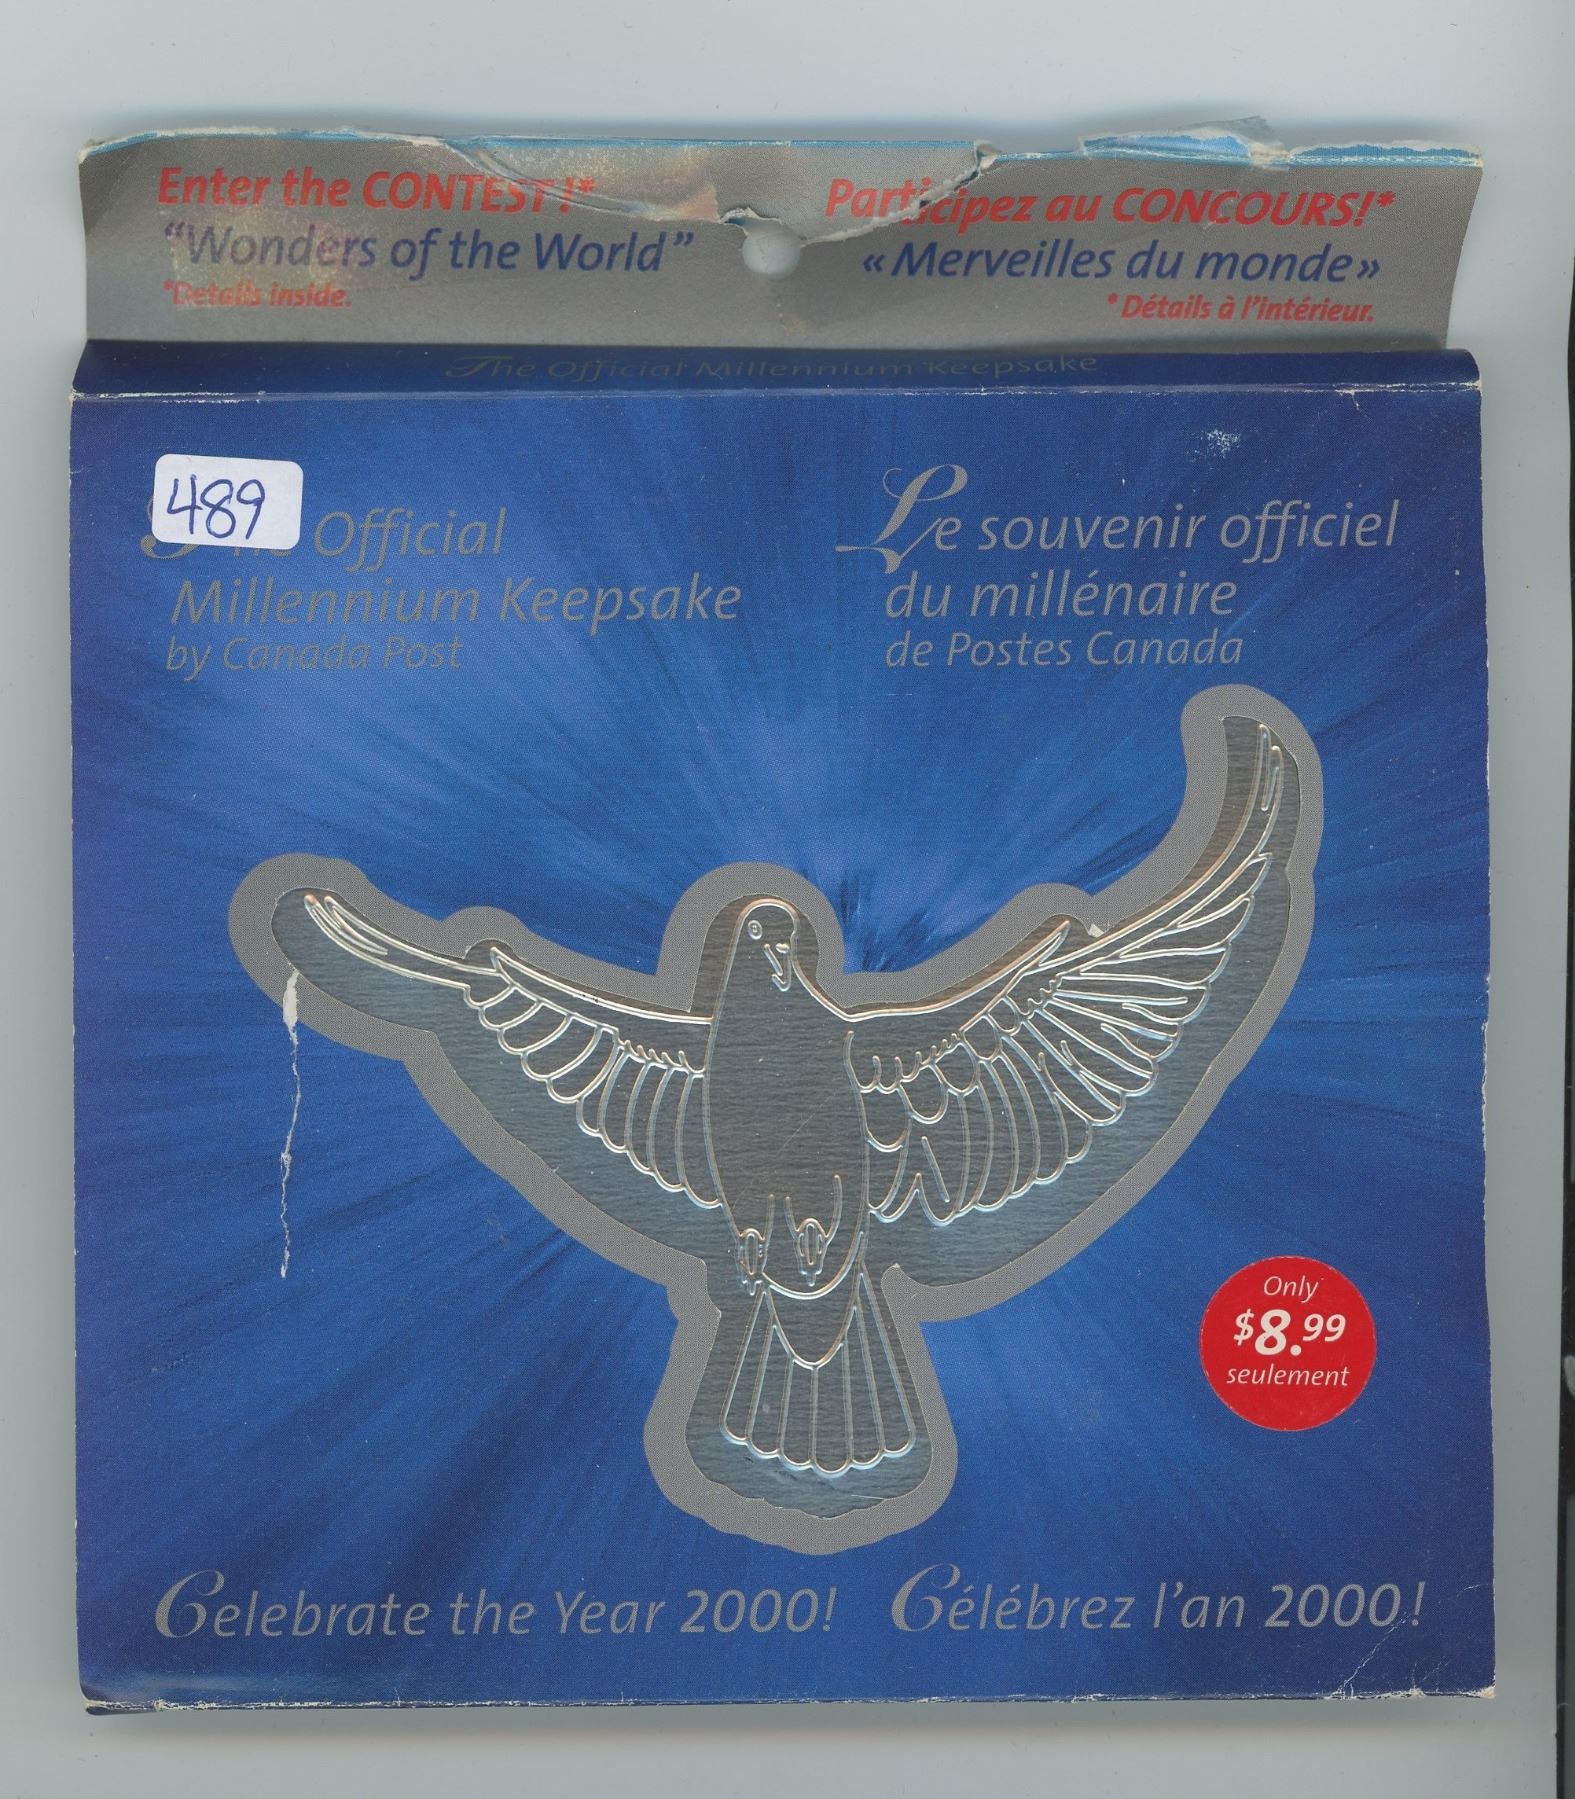 Enter the CONTEST!*
"Wonders of the World"
*Details inside.
Participez au CONCOURS!*
« Merveilles du monde »
* Détails à l'intérieur.
The Official Millennium Keepsake
489
The Official
Millennium Keepsake
by Canada Post
Le souvenir officiel
du millénaire
de Postes Canada
Only
$8.99
seulement
Celebrate the Year 2000!
Célébrez l'an 2000!